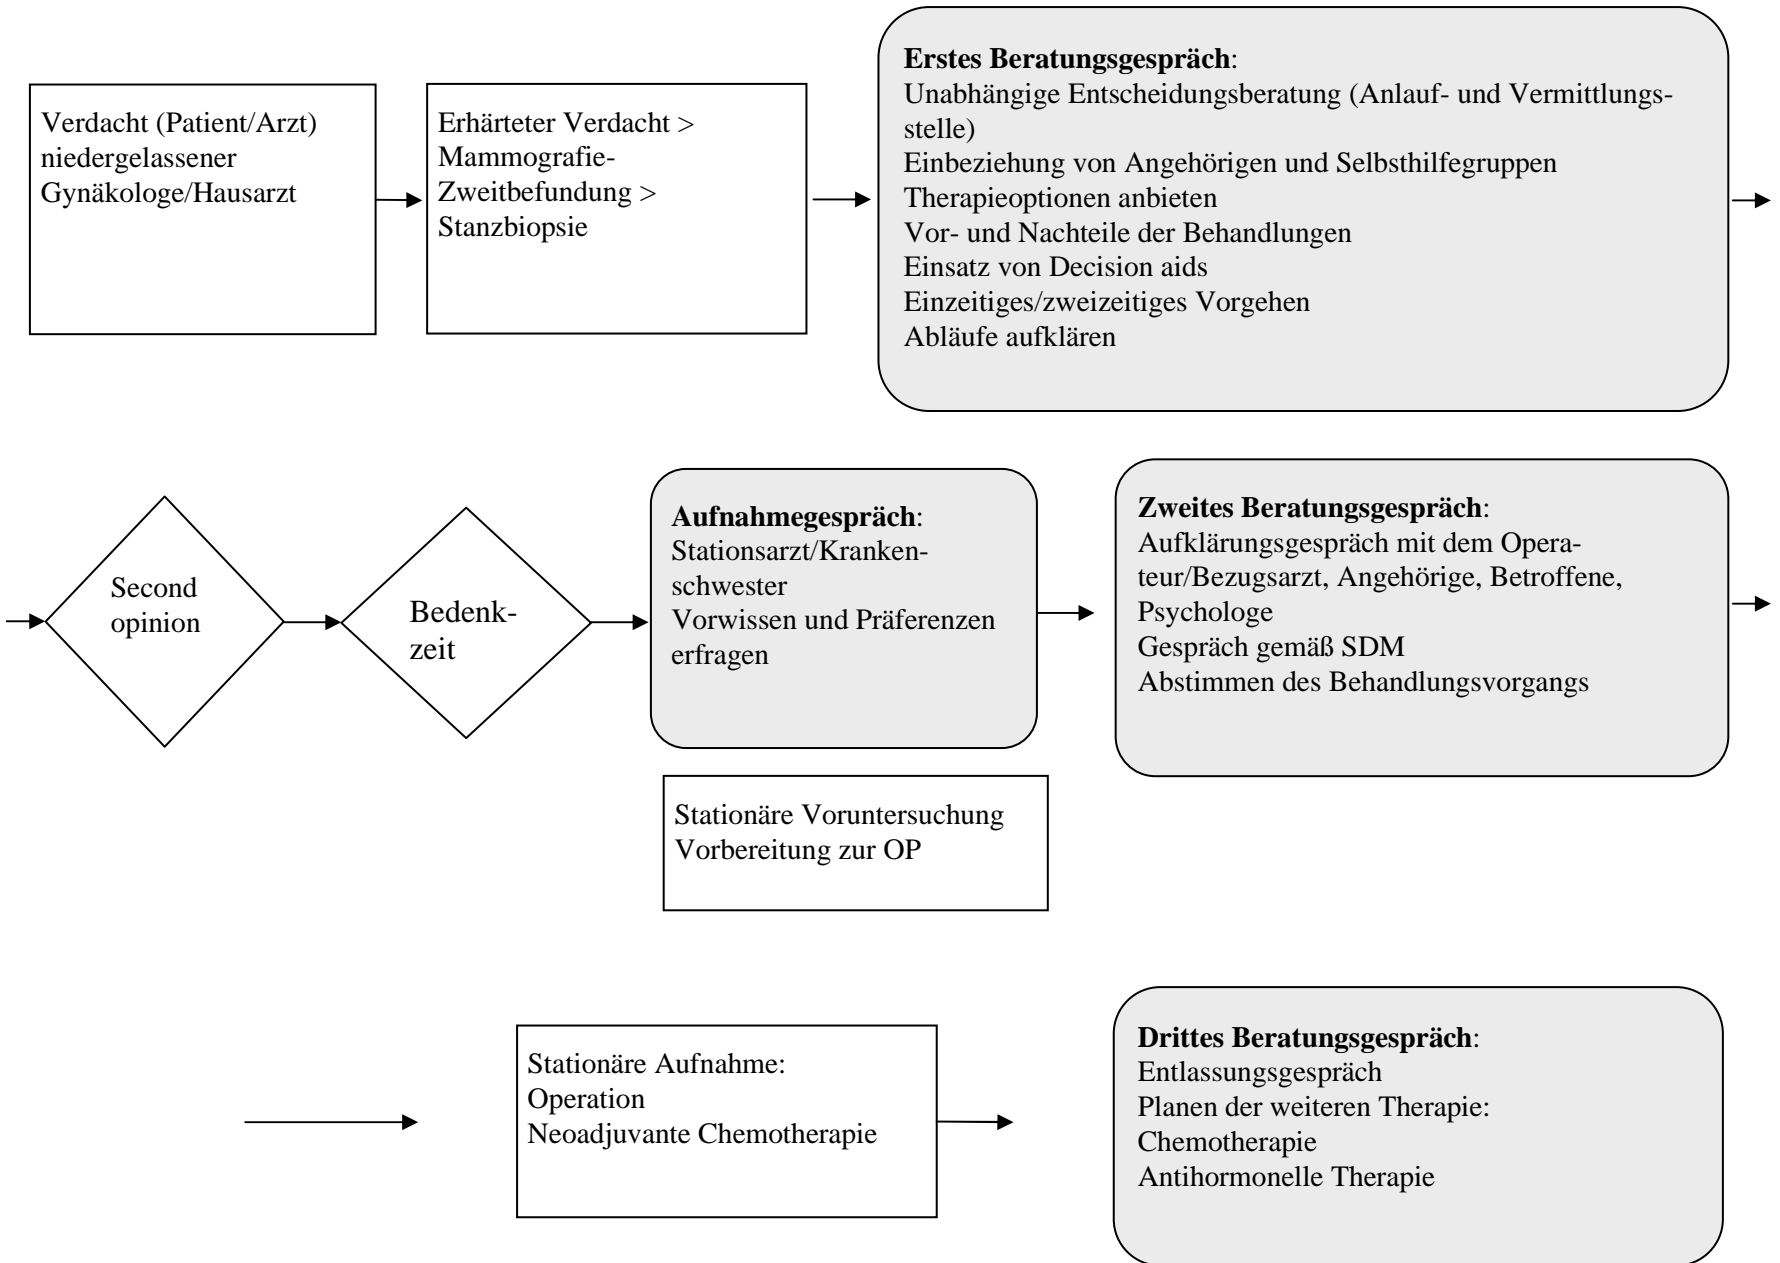 Verdacht (Patient/Arzt)
niedergelassener
Gynäkologe/Hausarzt
Erhärteter Verdacht >
Mammografie-
Zweitbefundung >
Stanzbiopsie
Erstes Beratungsgespräch:
Unabhängige Entscheidungsberatung (Anlauf- und Vermittlungs-
stelle)
Einbeziehung von Angehörigen und Selbsthilfegruppen
Therapieoptionen anbieten
Vor- und Nachteile der Behandlungen
Einsatz von Decision aids
Einzeitiges/zweizeitiges Vorgehen
Abläufe aufklären
Second
opinion
Bedenk-
zeit
Aufnahmegespräch:
Stationsarzt/Kranken-
schwester
Vorwissen und Präferenzen
erfragen
Zweites Beratungsgespräch:
Aufklärungsgespräch mit dem Opera-
teur/Bezugsarzt, Angehörige, Betroffene,
Psychologe
Gespräch gemäß SDM
Abstimmen des Behandlungsvorgangs
Stationäre Voruntersuchung
Vorbereitung zur OP
Stationäre Aufnahme:
Operation
Neoadjuvante Chemotherapie
Drittes Beratungsgespräch:
Entlassungsgespräch
Planen der weiteren Therapie:
Chemotherapie
Antihormonelle Therapie